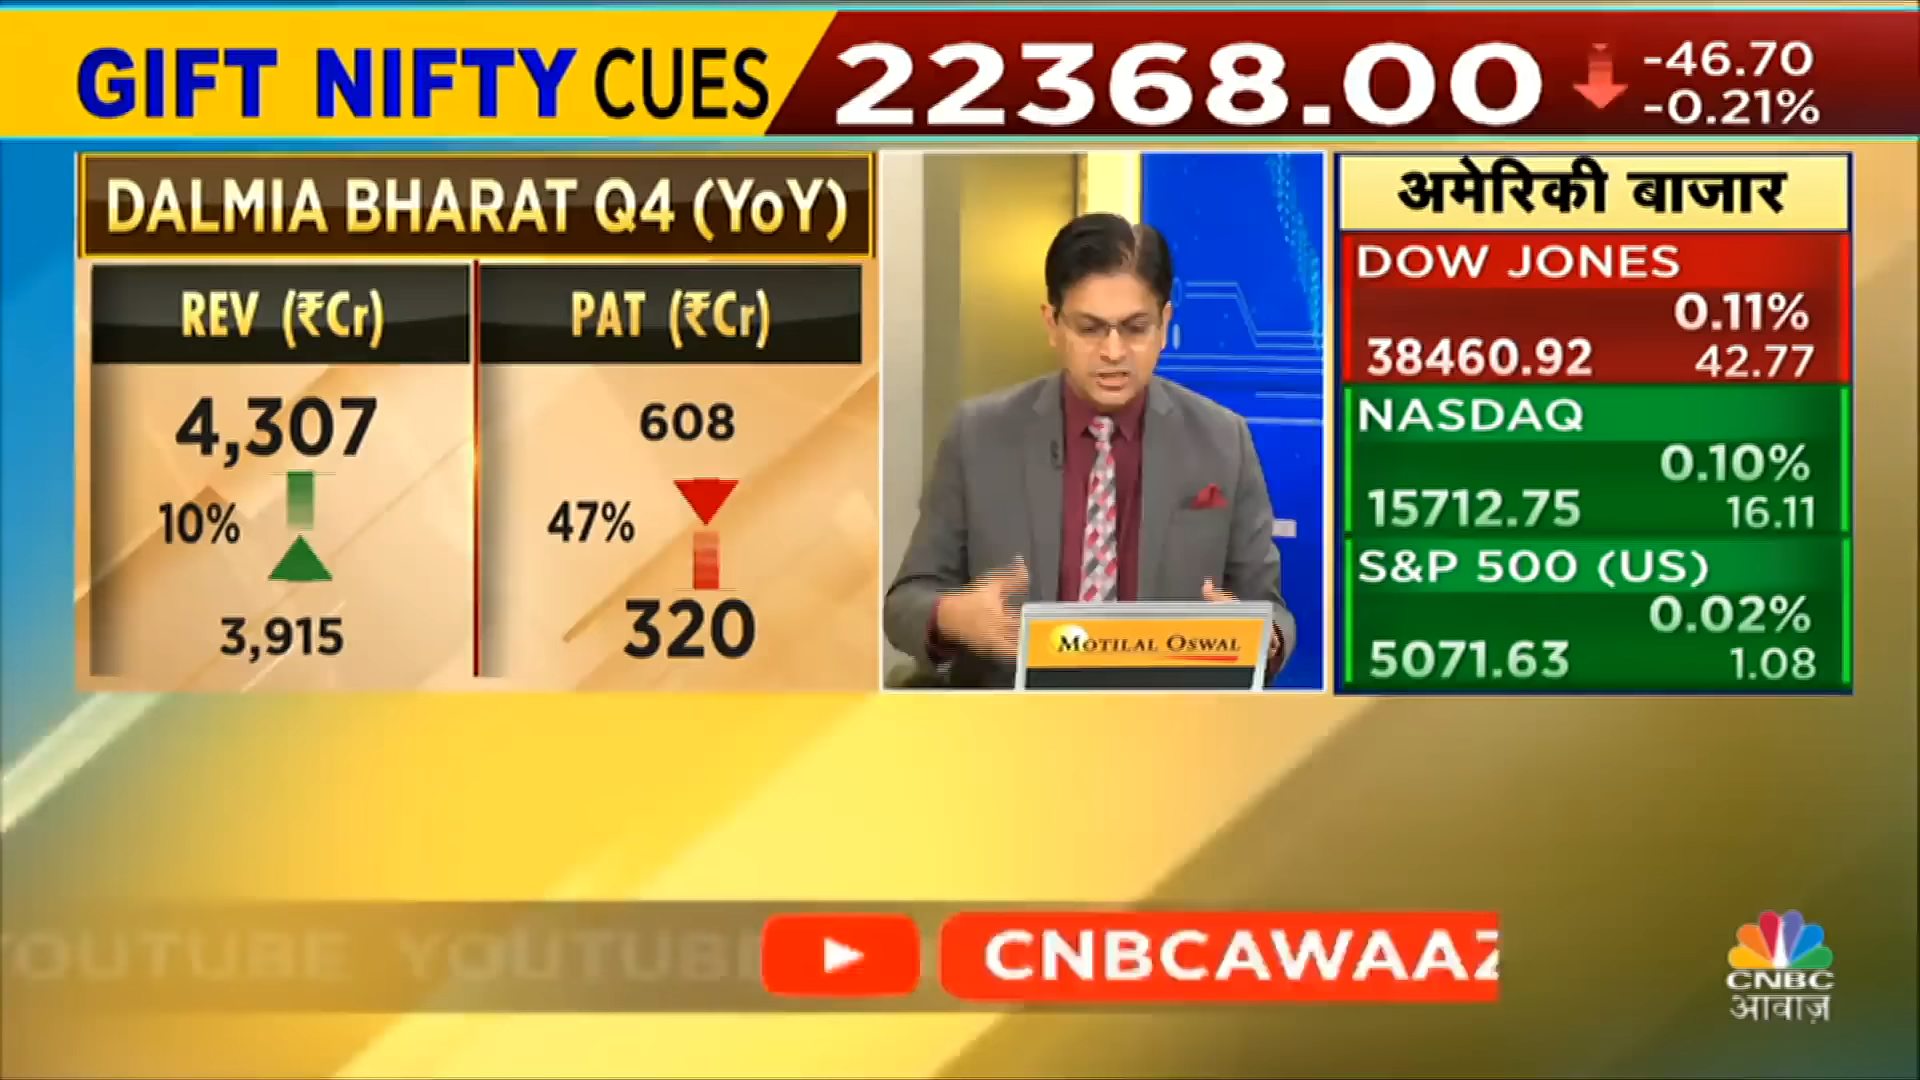 GIFT NIFTY CUES
22368.00
-46.70
-0.21%
DALMIA BHARAT Q4 (YoY)
REV (₹Cr)
4,307
10%
3,915
PAT (₹Cr)
608
47%
320
MOTILAL OSWAL
अमेरिकी बाजार
DOW JONES
0.11%
38460.92
42.77
NASDAQ
0.10%
15712.75
16.11
S&P 500 (US)
0.02%
5071.63
1.08
YOUTUBE YOUTUBE
CNBCAWAAZ
CNBC
आवाज़